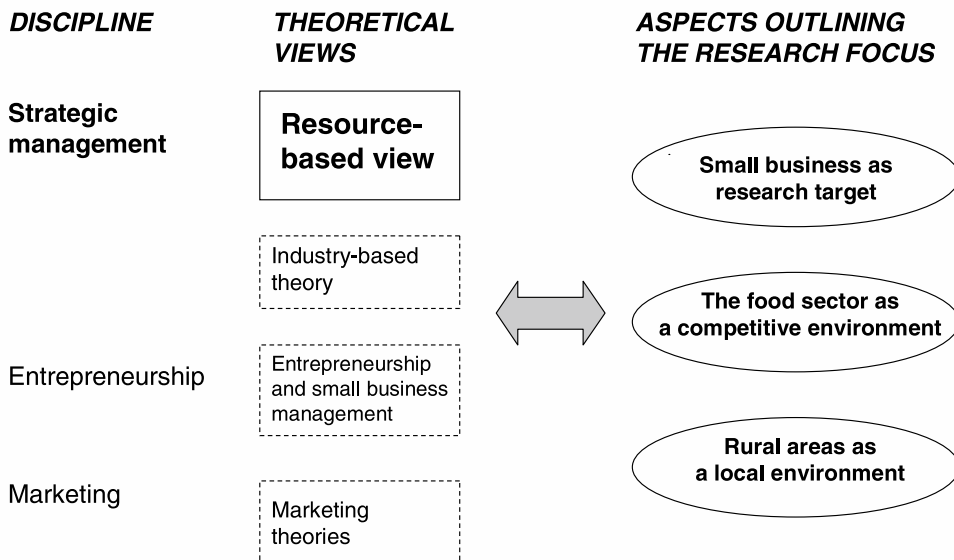 DISCIPLINE
THEORETICAL
VIEWS
ASPECTS OUTLINING
THE RESEARCH FOCUS
Strategic
management
Resource-
based view
Industry-based
theory
Entrepreneurship
Entrepreneurship
and small business
management
Marketing
Marketing
theories
Small business as
research target
The food sector as
a competitive environment
Rural areas as
a local environment